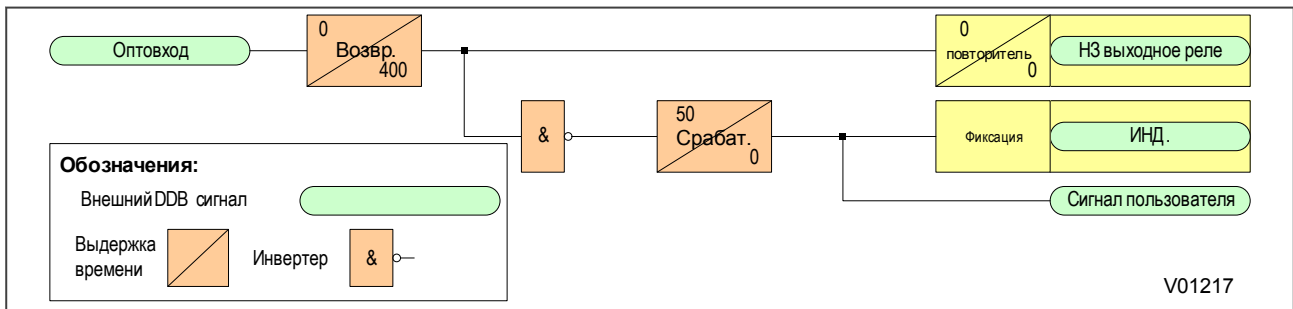 Оптовход
0
Возвр.
400
0
повторитель
0
НЗ выходное реле
&
50
Срабат.
0
Фиксация
ИНД.
Сигнал пользователя
Обозначения:
Внешний DDB сигнал
Выдержка
времени
Инвертер
&
V01217